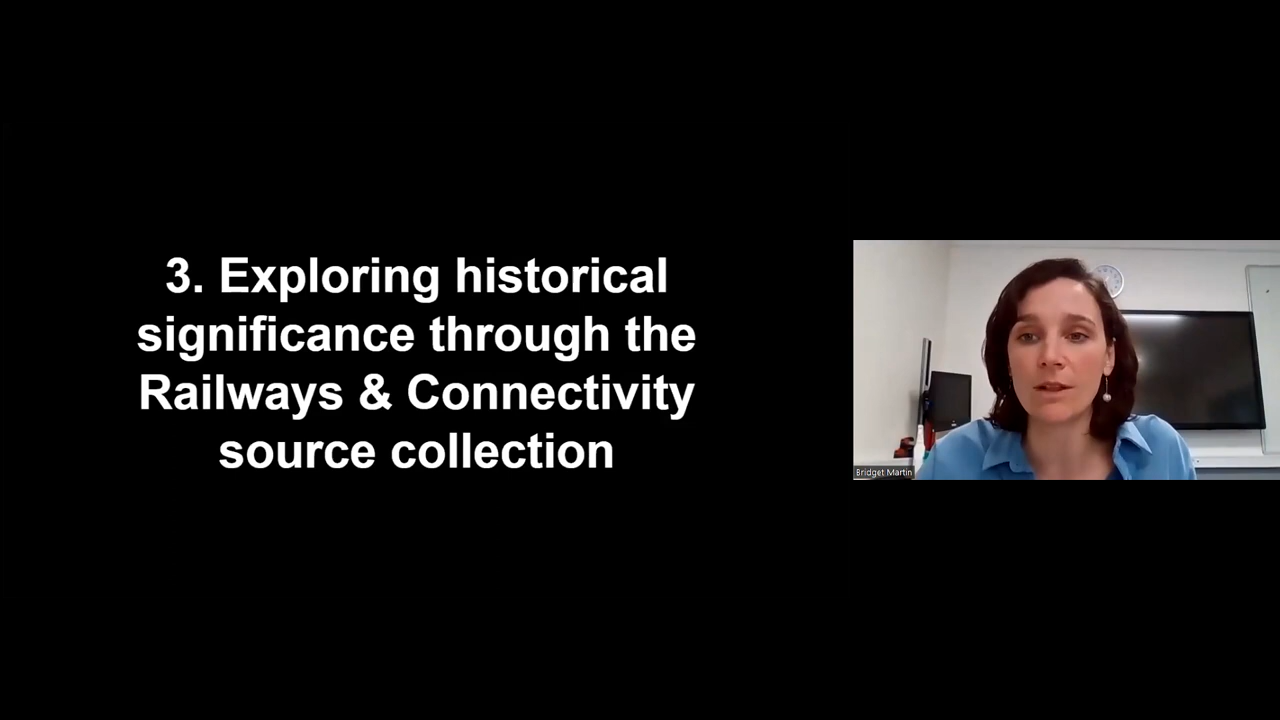 3. Exploring historical
significance through the
Railways & Connectivity
source collection
Bridget Martin